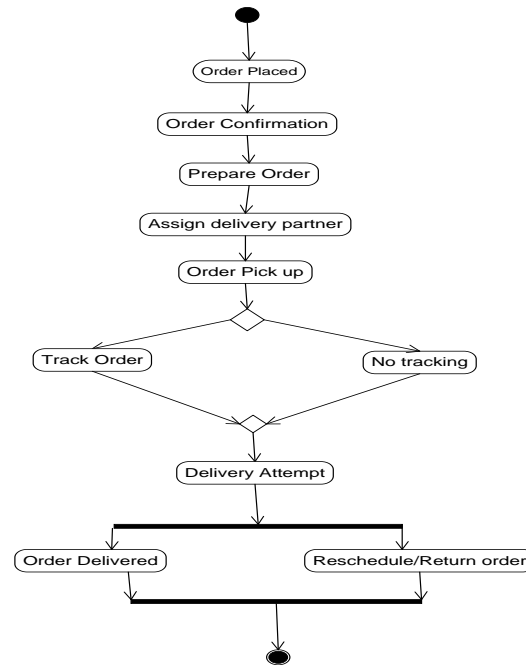 Order Placed
Order Confirmation
Prepare Order
Assign delivery partner
Order Pick up
Track Order
No tracking
Delivery Attempt
Order Delivered
Reschedule/Return order